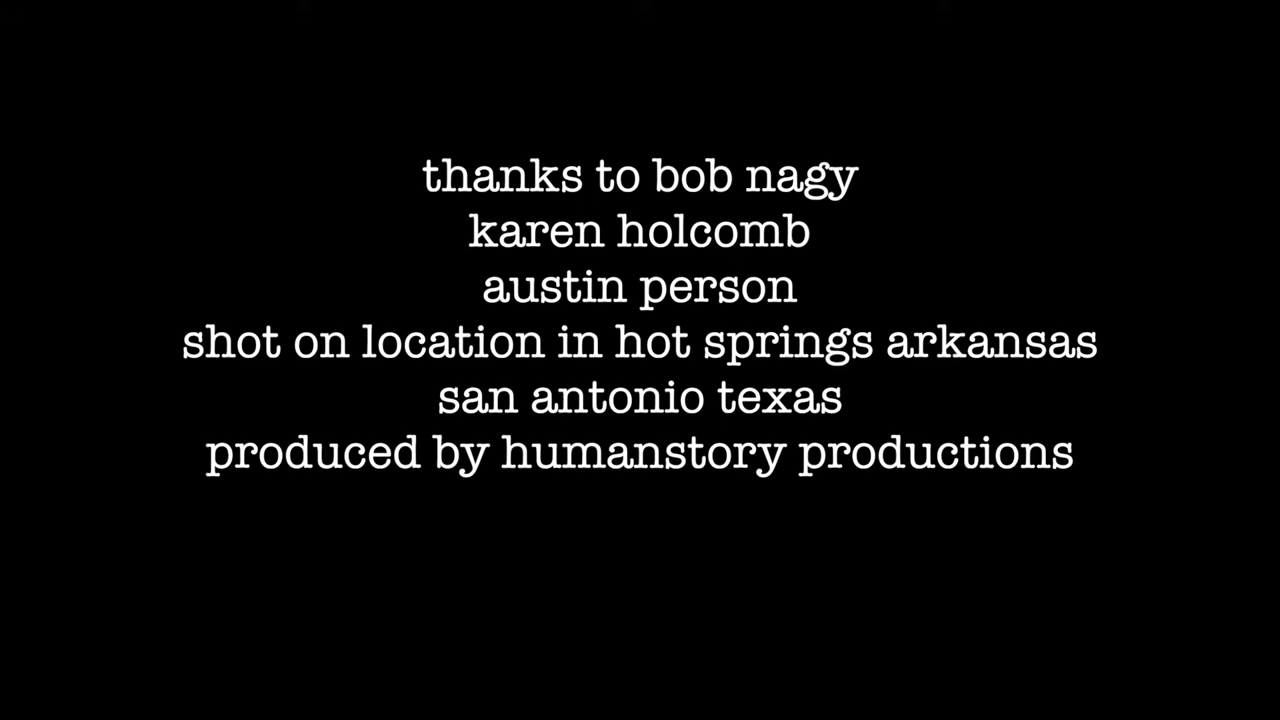 thanks to bob nagy
karen holcomb
austin person
shot on location in hot springs arkansas
san antonio texas
produced by humanstory productions